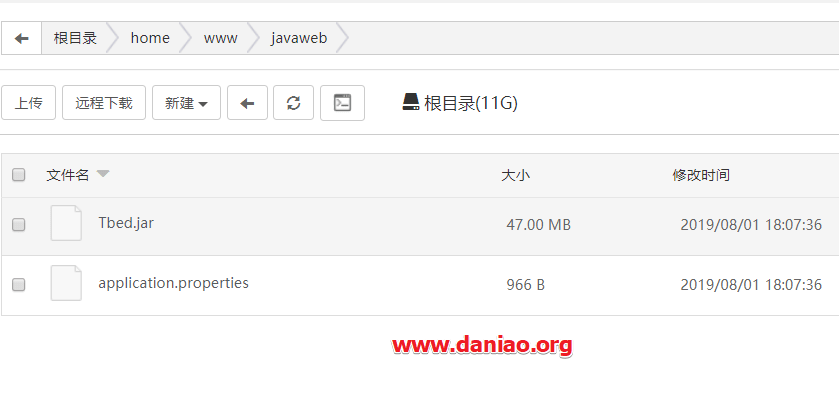 根目录 home www javaweb
上传 远程下载 新建 根目录(11G)
文件名 大小 修改时间
Tbed.jar 47.00 MB 2019/08/01 18:07:36
application.properties 966 B 2019/08/01 18:07:36
www.daniao.org